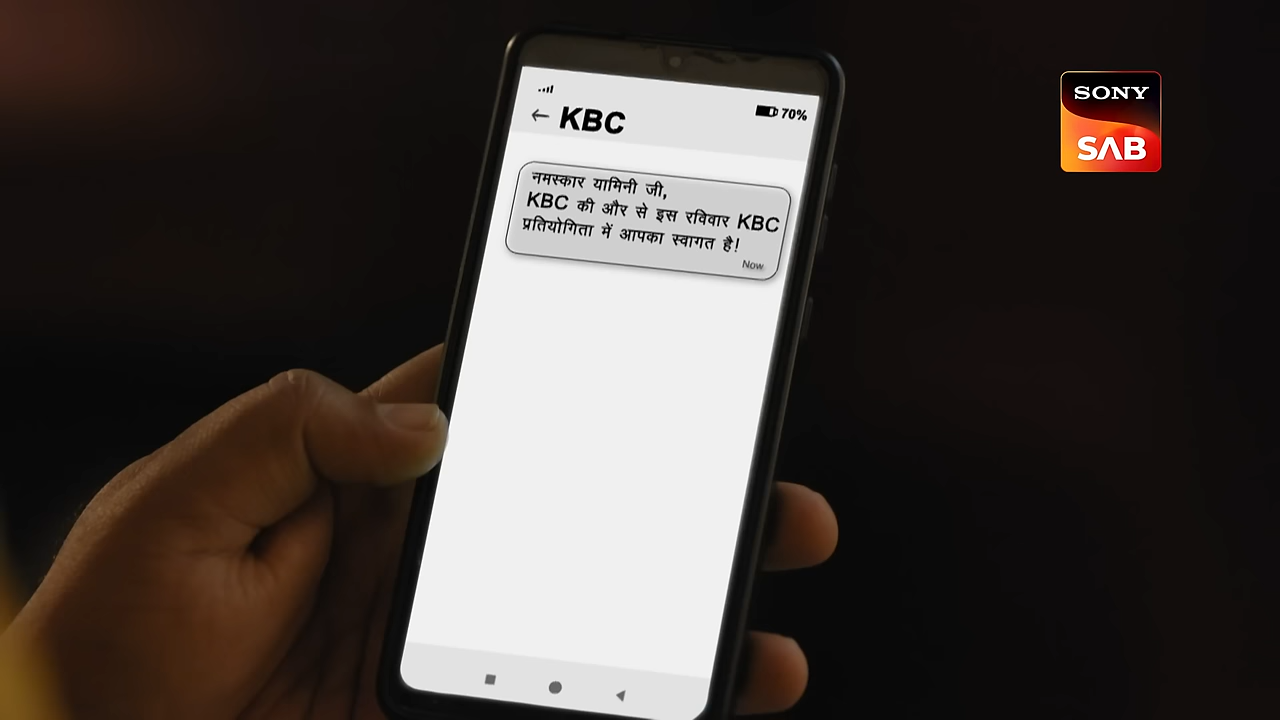 KBC
70%
नमस्कार यामिनी जी,
KBC की और से इस रविवार KBC
प्रतियोगिता में आपका स्वागत है!
Now
SONY
SAB